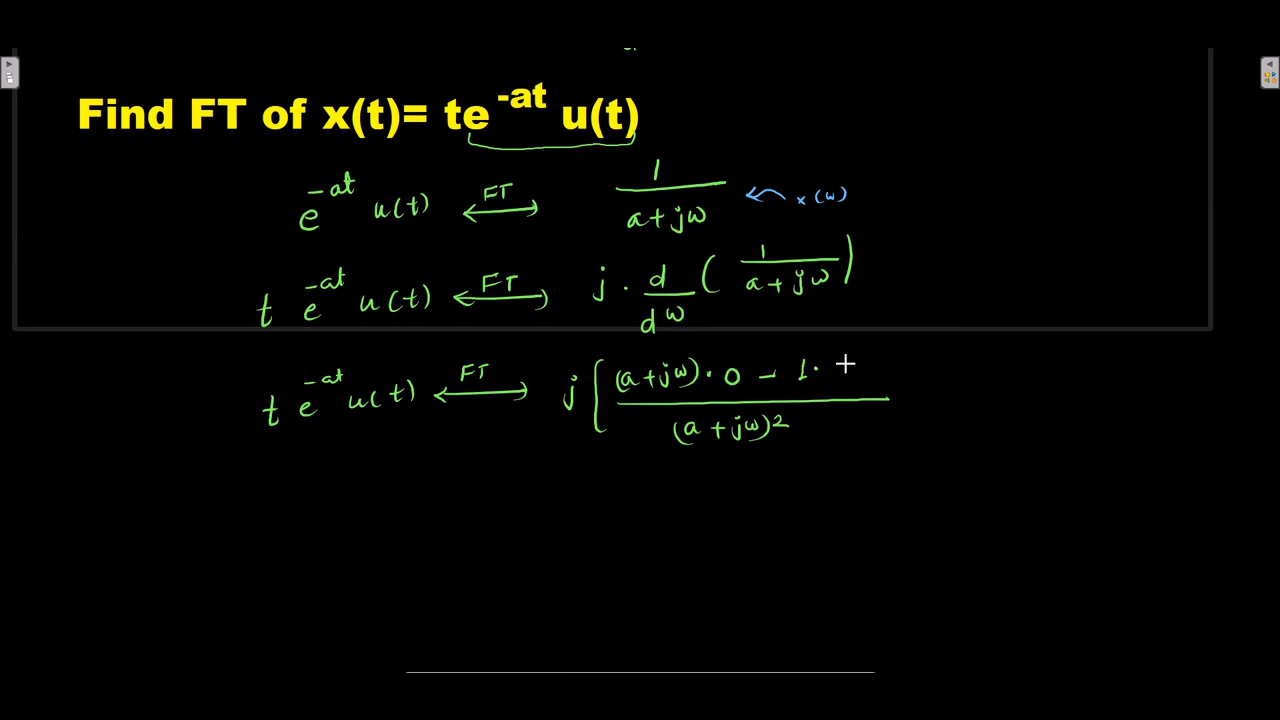 Find FT of x(t)= te^-at u(t)
e^-at u(t) ⟷FT 1/(a+jω) ← x(ω)
t e^-at u(t) ⟷FT j · d/dω (1/(a+jω))
t e^-at u(t) ⟷FT j [(a+jω)·0 − 1· / (a+jω)²